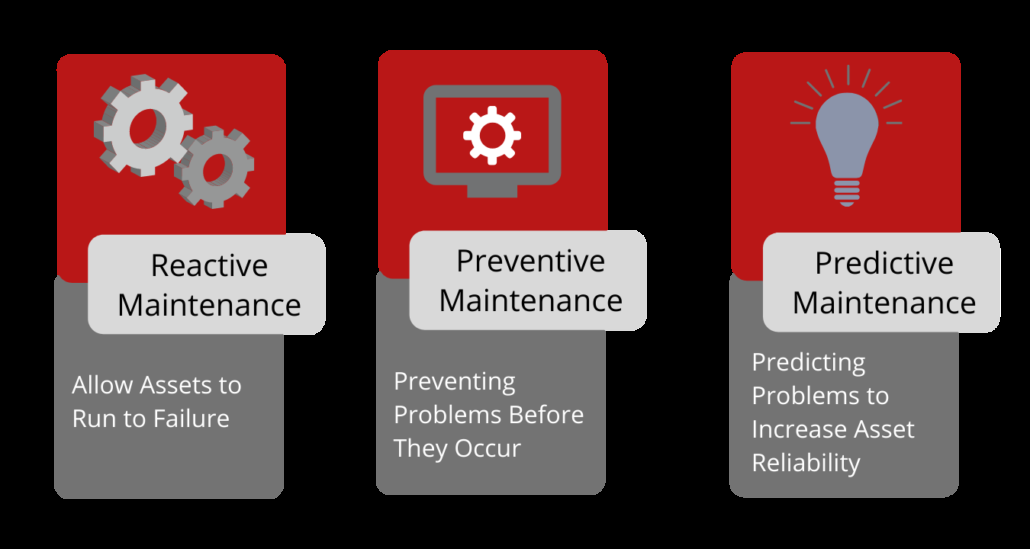 Reactive
Maintenance
Allow Assets to
Run to Failure
Preventive
Maintenance
Preventing
Problems Before
They Occur
Predictive
Maintenance
Predicting
Problems to
Increase Asset
Reliability